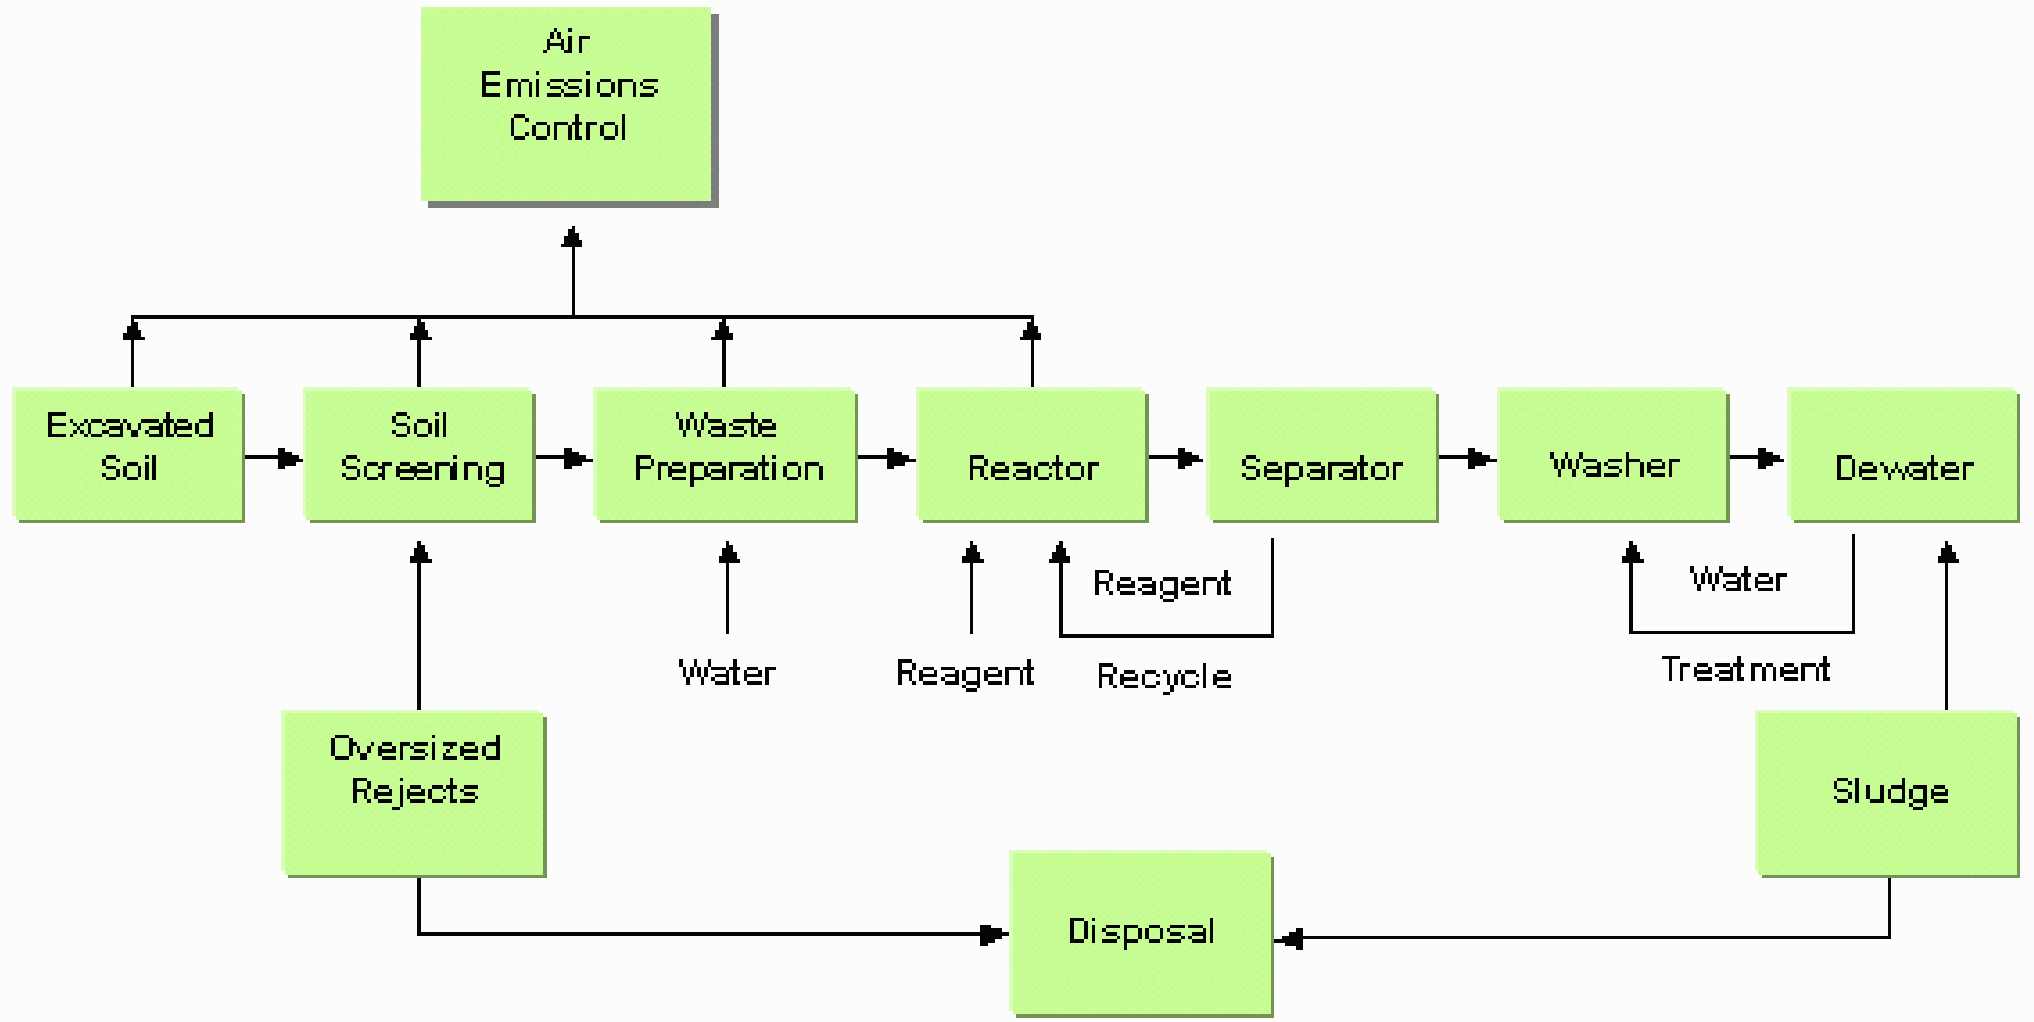 Air
Emissions
Control
Excavated
Soil
Soil
Screening
Waste
Preparation
Reactor
Separator
Washer
Dewater
Water
Reagent
Reagent
Recycle
Water
Treatment
Oversized
Rejects
Sludge
Disposal